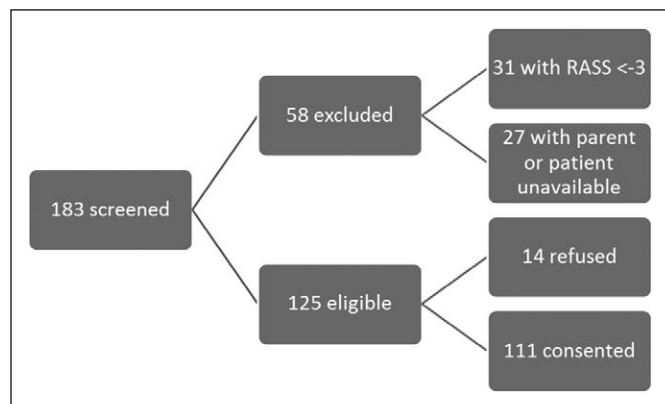 183 screened
58 excluded
31 with RASS <-3
27 with parent
or patient
unavailable
125 eligible
14 refused
111 consented